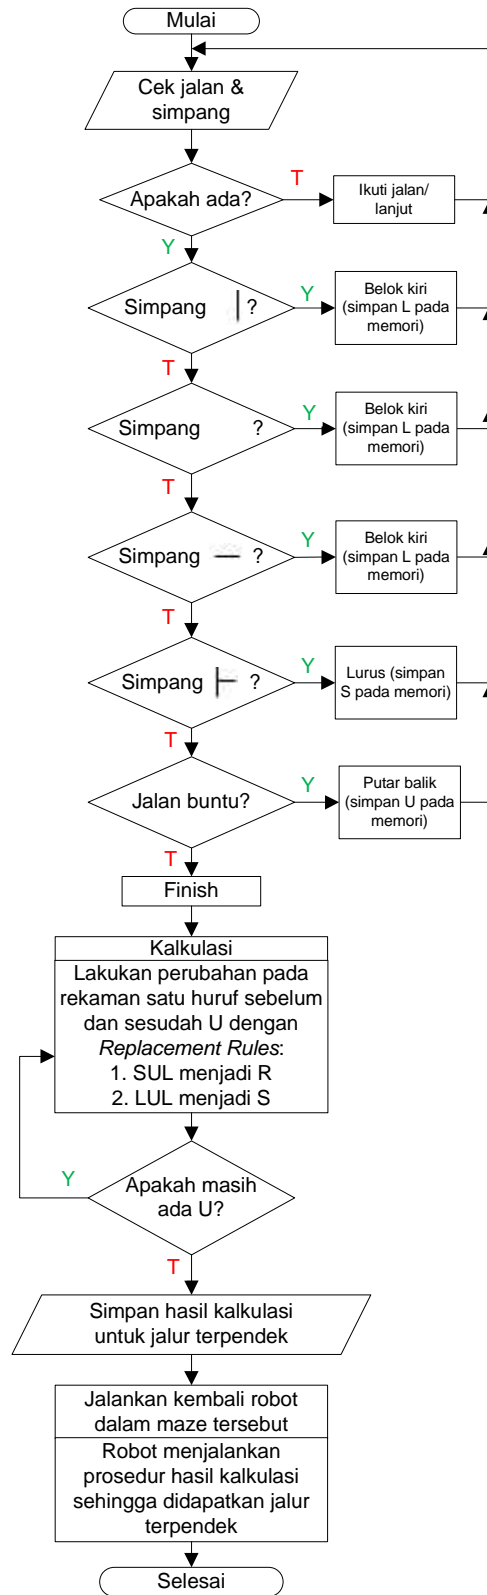 Mulai
Cek jalan &
simpang
Apakah ada?
T
Ikuti jalan/
lanjut
Y
Simpang ?
Y
Belok kiri
(simpan L pada
memori)
T
Simpang ?
Y
Belok kiri
(simpan L pada
memori)
T
Simpang ?
Y
Belok kiri
(simpan L pada
memori)
T
Simpang ?
Y
Lurus (simpan
S pada memori)
T
Jalan buntu?
Y
Putar balik
(simpan U pada
memori)
T
Finish
Kalkulasi
Lakukan perubahan pada
rekaman satu huruf sebelum
dan sesudah U dengan
Replacement Rules:
1. SUL menjadi R
2. LUL menjadi S
Y
Apakah masih
ada U?
T
Simpan hasil kalkulasi
untuk jalur terpendek
Jalankan kembali robot
dalam maze tersebut
Robot menjalankan
prosedur hasil kalkulasi
sehingga didapatkan jalur
terpendek
Selesai